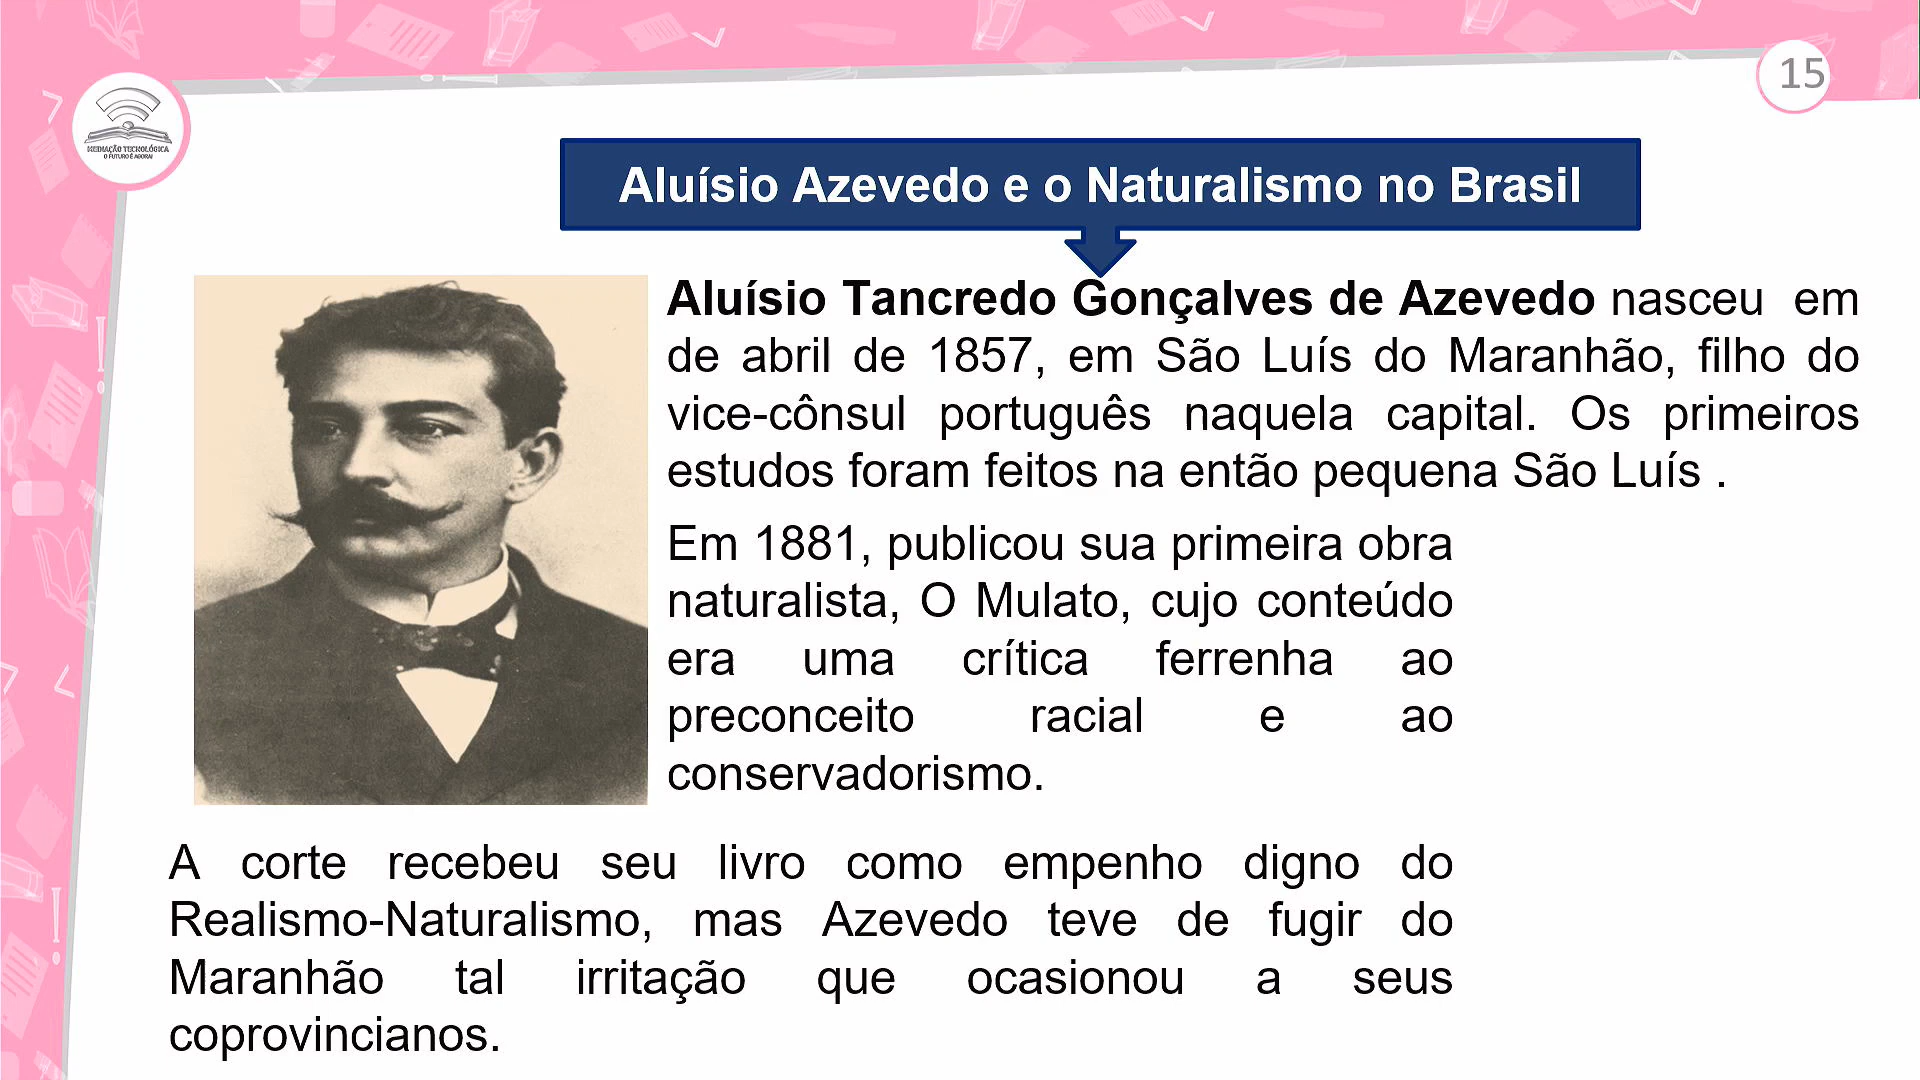 15
MEDIAÇÃO TECNOLÓGICA
O FUTURO É AGORA!
Aluísio Azevedo e o Naturalismo no Brasil
Aluísio Tancredo Gonçalves de Azevedo nasceu em
de abril de 1857, em São Luís do Maranhão, filho do
vice-cônsul português naquela capital. Os primeiros
estudos foram feitos na então pequena São Luís .
Em 1881, publicou sua primeira obra
naturalista, O Mulato, cujo conteúdo
era uma crítica ferrenha ao
preconceito racial e ao
conservadorismo.
A corte recebeu seu livro como empenho digno do
Realismo-Naturalismo, mas Azevedo teve de fugir do
Maranhão tal irritação que ocasionou a seus
coprovincianos.